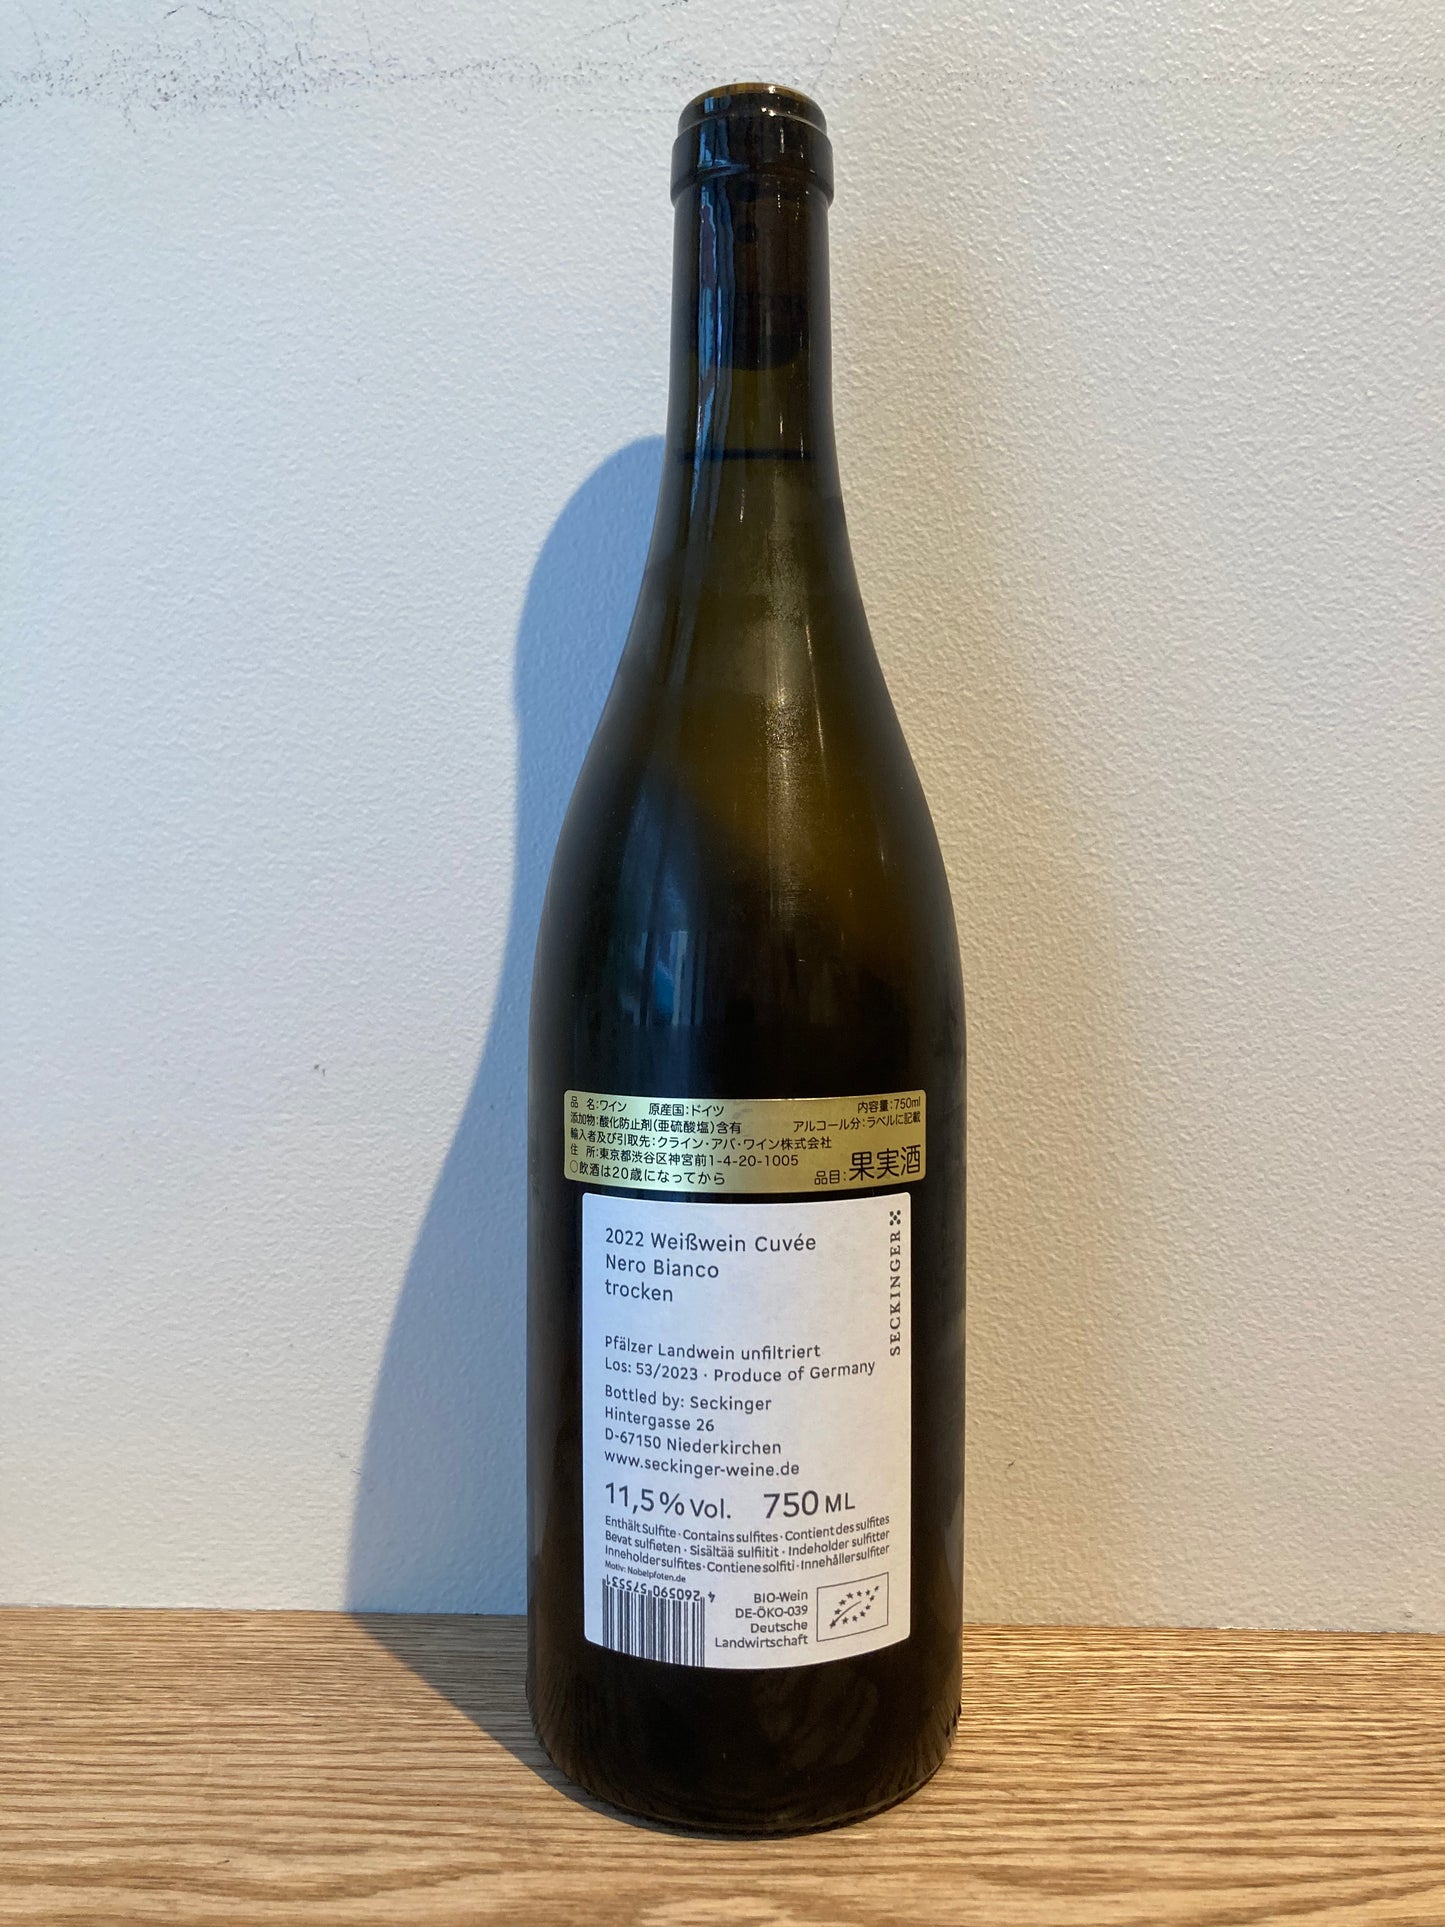 品 名:ワイン 原産国:ドイツ 内容量:750ml
添加物:酸化防止剤(亜硫酸塩)含有 アルコール分:ラベルに記載
輸入者及び引取先:クライン・アバ・ワイン株式会社
住 所:東京都渋谷区神宮前1-4-20-1005
○飲酒は20歳になってから 品目:果実酒
2022 Weißwein Cuvée
Nero Bianco
trocken
SECKINGER
Pfälzer Landwein unfiltriert
Los: 53/2023 · Produce of Germany
Bottled by: Seckinger
Hintergasse 26
D-67150 Niederkirchen
www.seckinger-weine.de
11,5% Vol. 750 ML
Enthält Sulfite · Contains sulfites · Contient des sulfites
Bevat sulfieten · Sisältää sulfiitit · Indeholder sulfitter
Inneholder sulfites · Contiene solfiti · Innehåller sulfiter
Motiv: Nobelpfoten.de
4 260590 575531
BIO-Wein
DE-ÖKO-039
Deutsche
Landwirtschaft